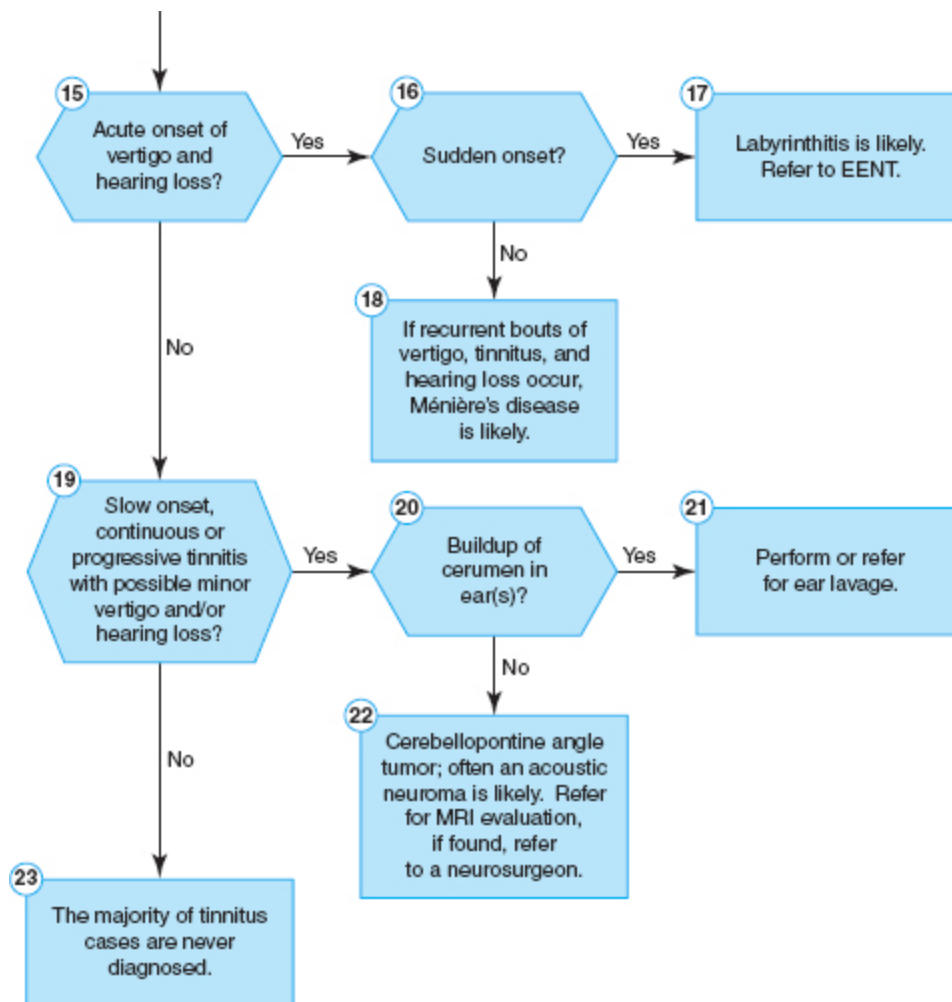 15
Acute onset of
vertigo and
hearing loss?
Yes
16
Sudden onset?
Yes
17
Labyrinthitis is likely.
Refer to EENT.
No
18
If recurrent bouts of
vertigo, tinnitus, and
hearing loss occur,
Ménière's disease
is likely.
No
19
Slow onset,
continuous or
progressive tinnitis
with possible minor
vertigo and/or
hearing loss?
Yes
20
Buildup of
cerumen in
ear(s)?
Yes
21
Perform or refer
for ear lavage.
No
22
Cerebellopontine angle
tumor; often an acoustic
neuroma is likely. Refer
for MRI evaluation,
if found, refer
to a neurosurgeon.
No
23
The majority of tinnitus
cases are never
diagnosed.